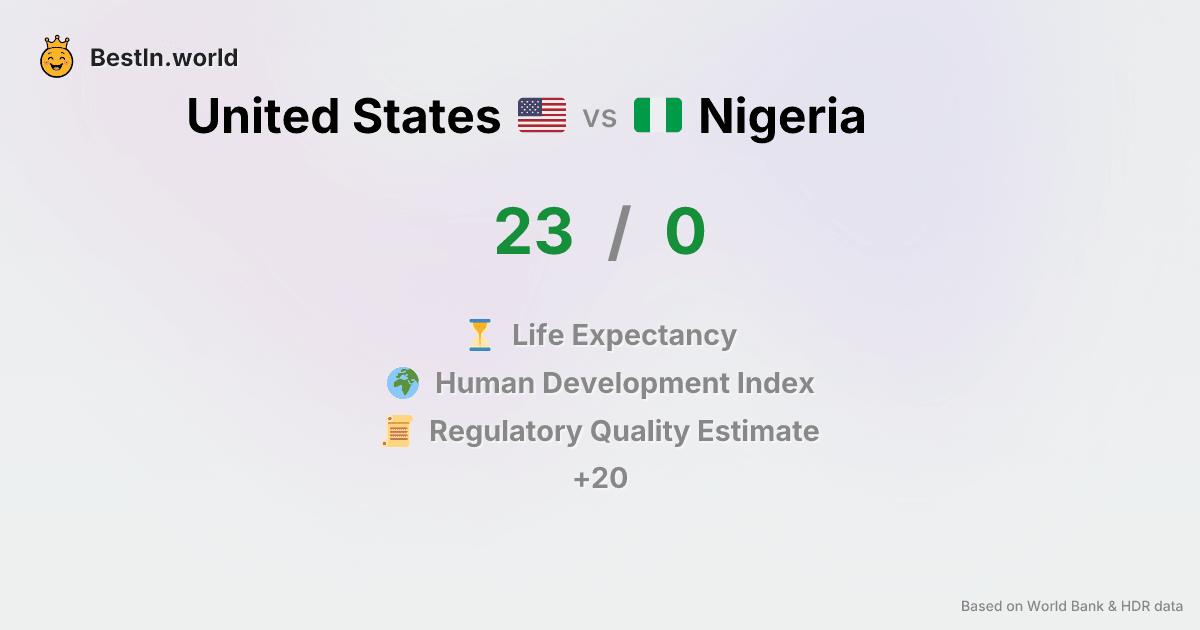 BestIn.world
United States vs Nigeria
23 / 0
Life Expectancy
Human Development Index
Regulatory Quality Estimate
+20
Based on World Bank & HDR data